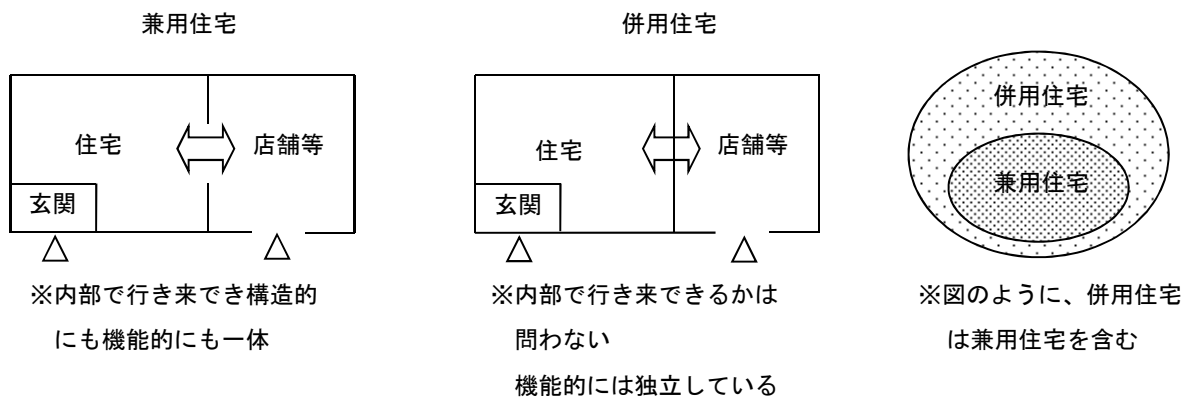 兼用住宅
住宅
店舗等
玄関
※内部で行き来でき構造的
にも機能的にも一体
併用住宅
住宅
店舗等
玄関
※内部で行き来できるかは
問わない
機能的には独立している
併用住宅
兼用住宅
※図のように、併用住宅
は兼用住宅を含む